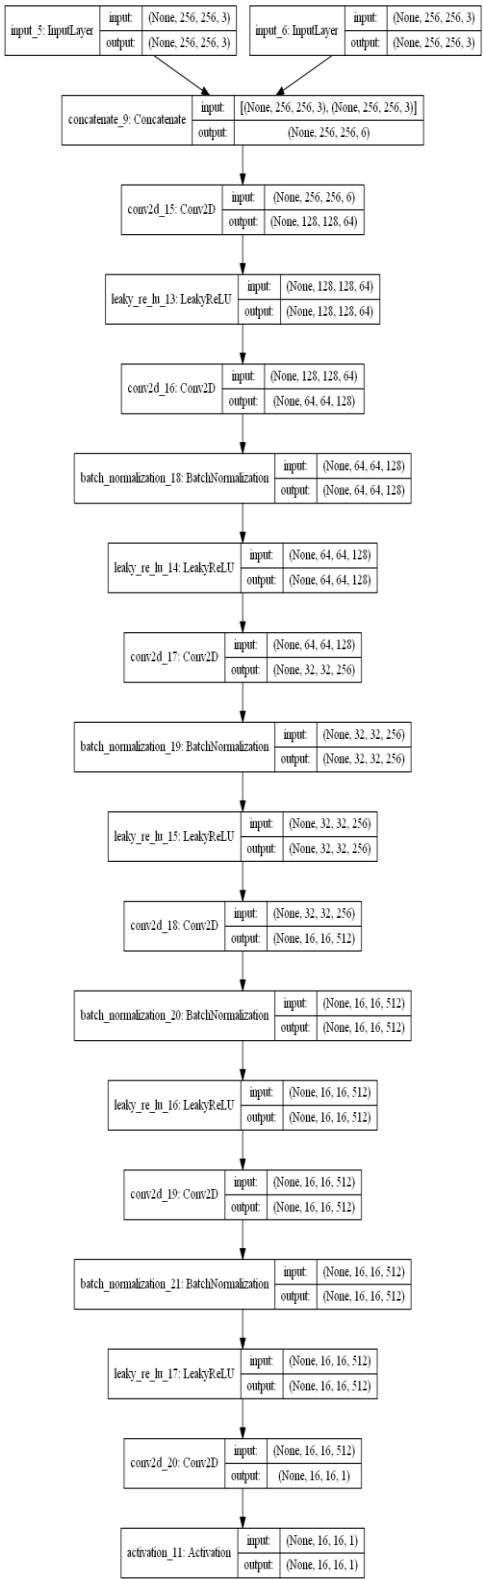 input_5: InputLayer
input: (None, 256, 256, 3)
output: (None, 256, 256, 3)
input_6: InputLayer
input: (None, 256, 256, 3)
output: (None, 256, 256, 3)
concatenate_9: Concatenate
input: [(None, 256, 256, 3), (None, 256, 256, 3)]
output: (None, 256, 256, 6)
conv2d_15: Conv2D
input: (None, 256, 256, 6)
output: (None, 128, 128, 64)
leaky_re_lu_13: LeakyReLU
input: (None, 128, 128, 64)
output: (None, 128, 128, 64)
conv2d_16: Conv2D
input: (None, 128, 128, 64)
output: (None, 64, 64, 128)
batch_normalization_18: BatchNormalization
input: (None, 64, 64, 128)
output: (None, 64, 64, 128)
leaky_re_lu_14: LeakyReLU
input: (None, 64, 64, 128)
output: (None, 64, 64, 128)
conv2d_17: Conv2D
input: (None, 64, 64, 128)
output: (None, 32, 32, 256)
batch_normalization_19: BatchNormalization
input: (None, 32, 32, 256)
output: (None, 32, 32, 256)
leaky_re_lu_15: LeakyReLU
input: (None, 32, 32, 256)
output: (None, 32, 32, 256)
conv2d_18: Conv2D
input: (None, 32, 32, 256)
output: (None, 16, 16, 512)
batch_normalization_20: BatchNormalization
input: (None, 16, 16, 512)
output: (None, 16, 16, 512)
leaky_re_lu_16: LeakyReLU
input: (None, 16, 16, 512)
output: (None, 16, 16, 512)
conv2d_19: Conv2D
input: (None, 16, 16, 512)
output: (None, 16, 16, 512)
batch_normalization_21: BatchNormalization
input: (None, 16, 16, 512)
output: (None, 16, 16, 512)
leaky_re_lu_17: LeakyReLU
input: (None, 16, 16, 512)
output: (None, 16, 16, 512)
conv2d_20: Conv2D
input: (None, 16, 16, 512)
output: (None, 16, 16, 1)
activation_11: Activation
input: (None, 16, 16, 1)
output: (None, 16, 16, 1)